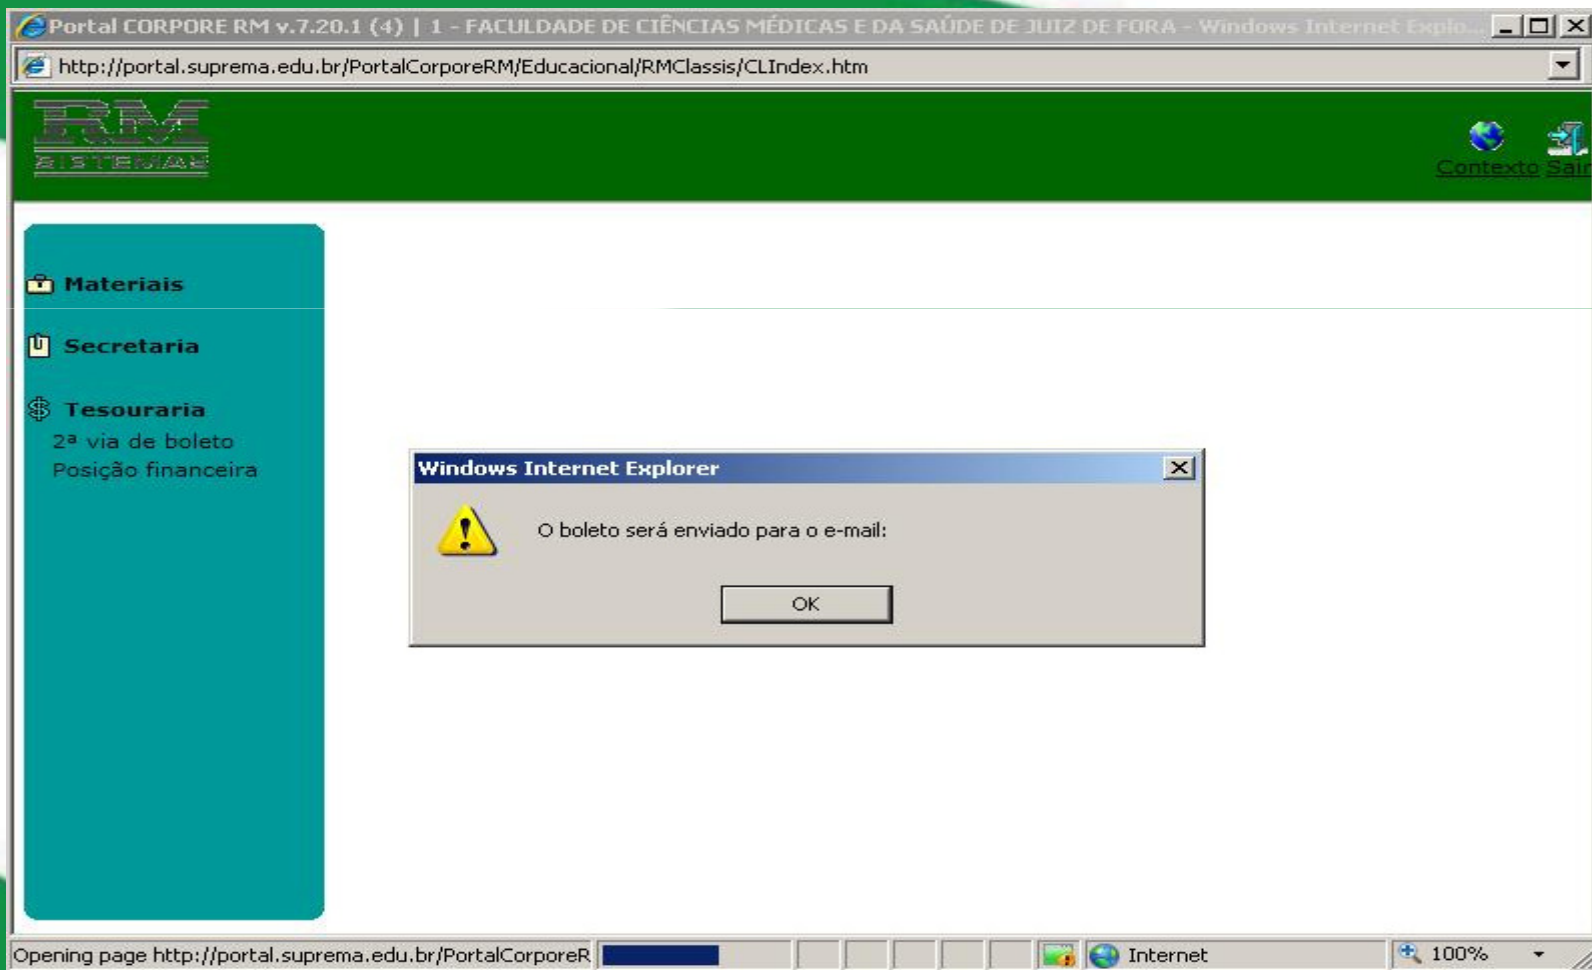 Portal CORPORE RM v.7.20.1 (4) | 1 - FACULDADE DE CIÊNCIAS MÉDICAS E DA SAÚDE DE JUIZ DE FORA - Windows Internet Explo...
http://portal.suprema.edu.br/PortalCorporeRM/Educacional/RMClassis/CLIndex.htm
RM
SISTEMAS
Contexto Sair
Materiais
Secretaria
Tesouraria
2ª via de boleto
Posição financeira
Windows Internet Explorer
O boleto será enviado para o e-mail:
OK
Opening page http://portal.suprema.edu.br/PortalCorporeR
Internet
100%